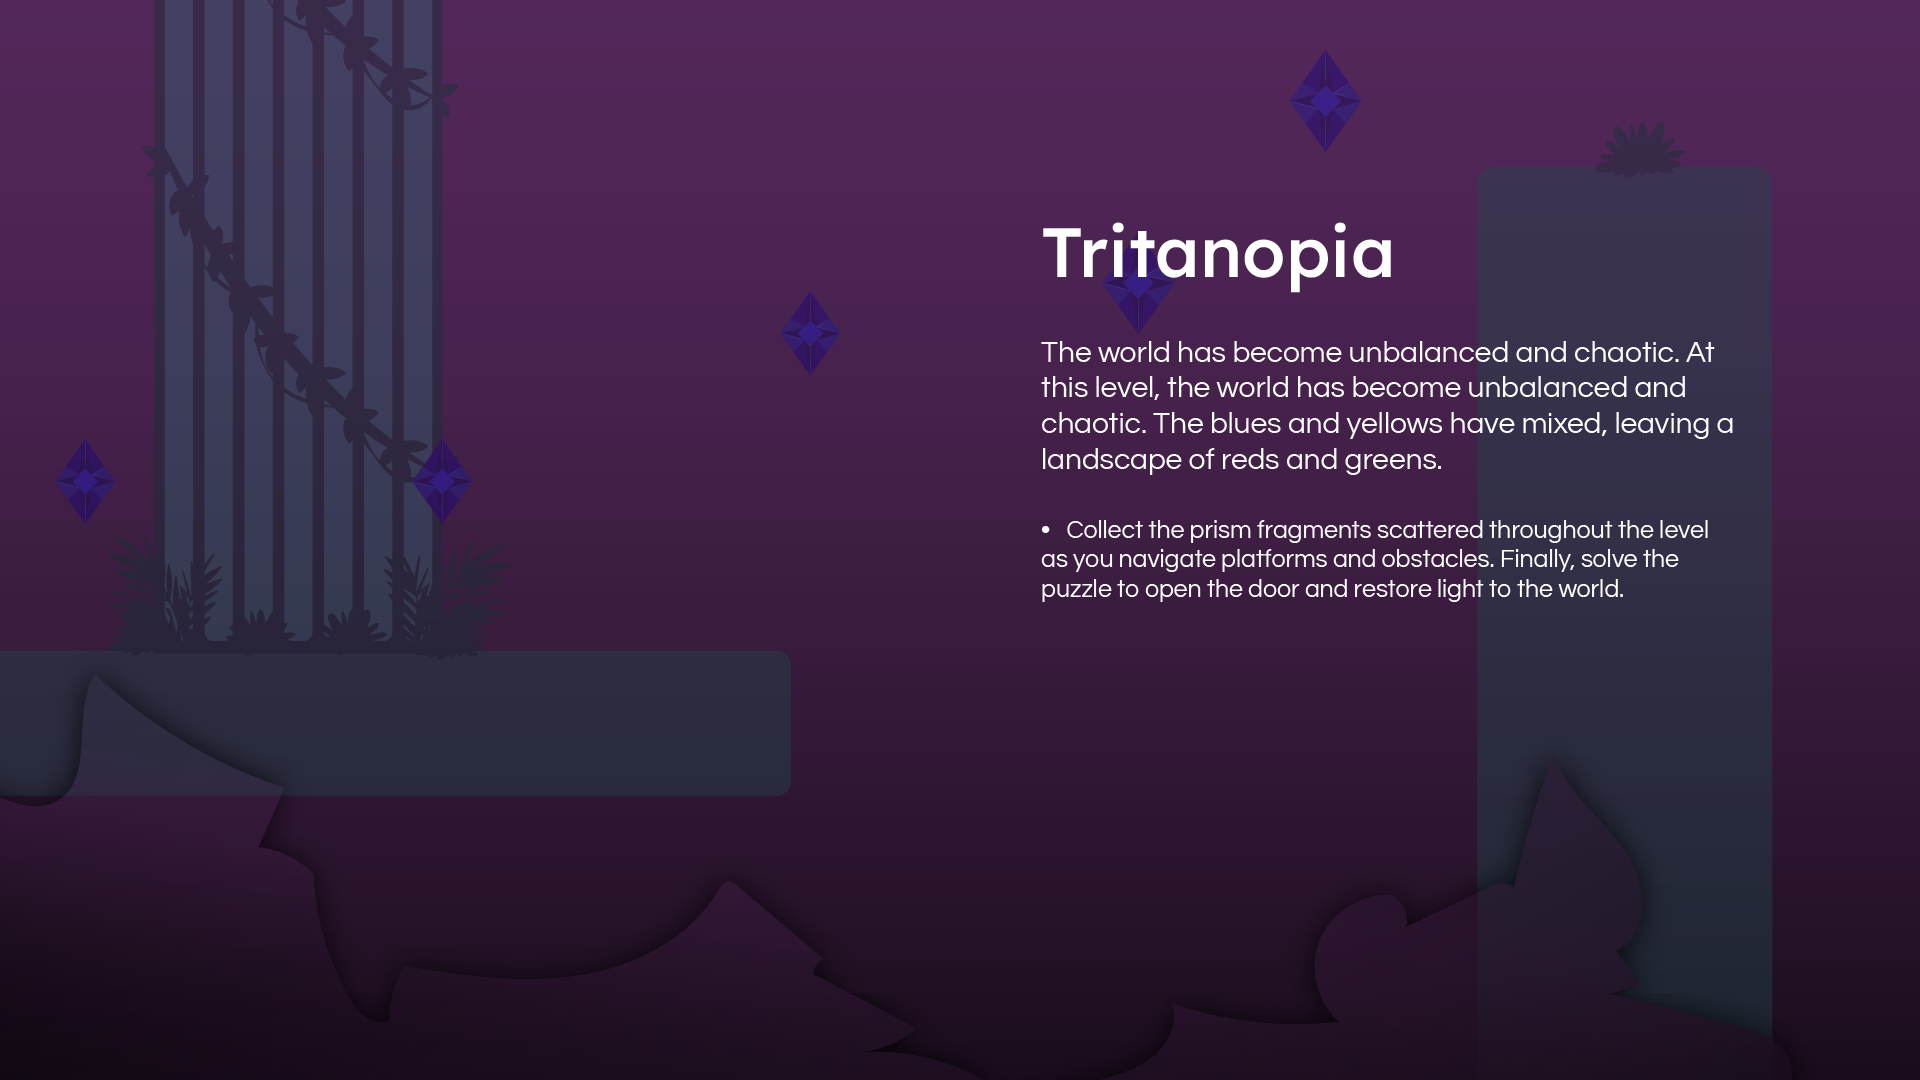 Tritanopia
The world has become unbalanced and chaotic. At
this level, the world has become unbalanced and
chaotic. The blues and yellows have mixed, leaving a
landscape of reds and greens.
• Collect the prism fragments scattered throughout the level
as you navigate platforms and obstacles. Finally, solve the
puzzle to open the door and restore light to the world.